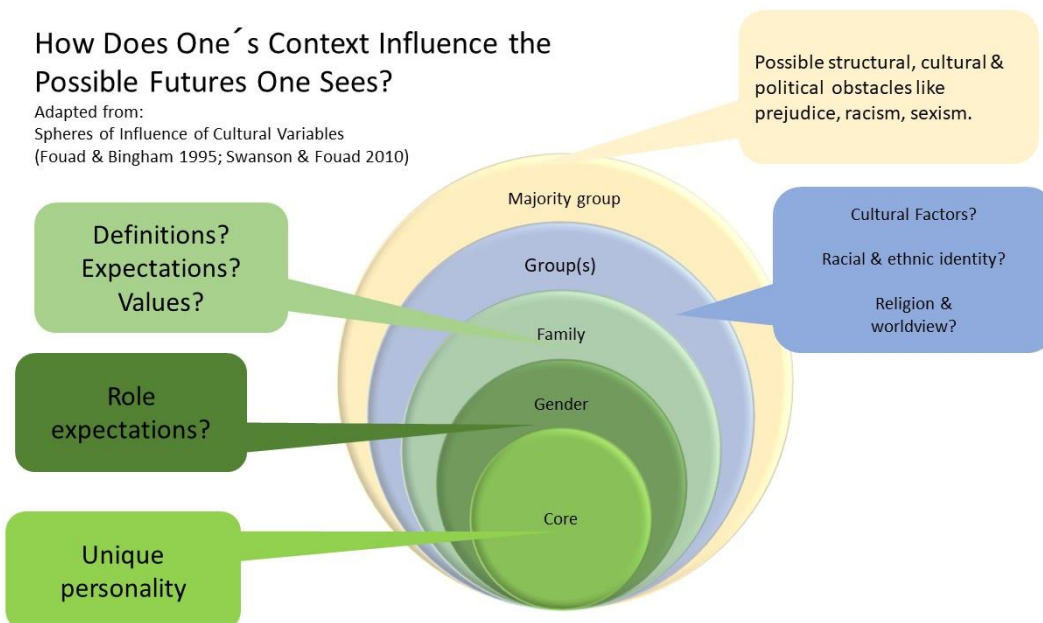 How Does One´s Context Influence the
Possible Futures One Sees?
Adapted from:
Spheres of Influence of Cultural Variables
(Fouad & Bingham 1995; Swanson & Fouad 2010)
Possible structural, cultural &
political obstacles like
prejudice, racism, sexism.
Majority group
Definitions?
Expectations?
Values?
Group(s)
Cultural Factors?
Racial & ethnic identity?
Religion &
worldview?
Family
Role
expectations?
Gender
Core
Unique
personality